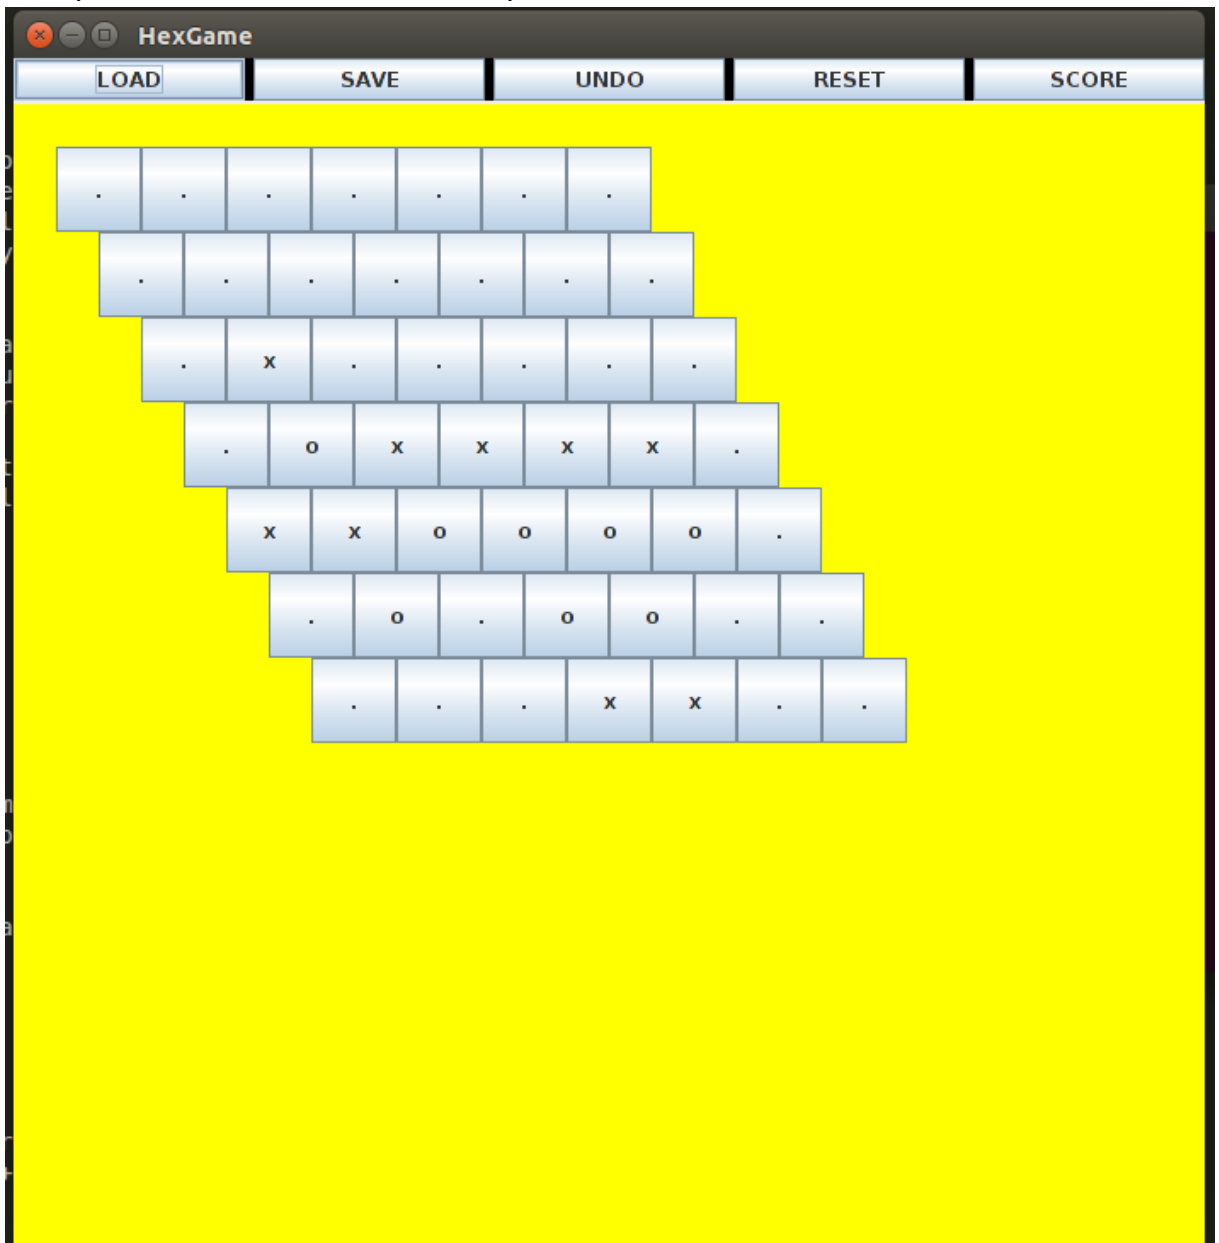 HexGame
LOAD SAVE UNDO RESET SCORE
. . . . . . .
. . . . . . .
. x . . . . .
. o x x x x .
x x o o o o .
. o . o o . .
. . . x x . .